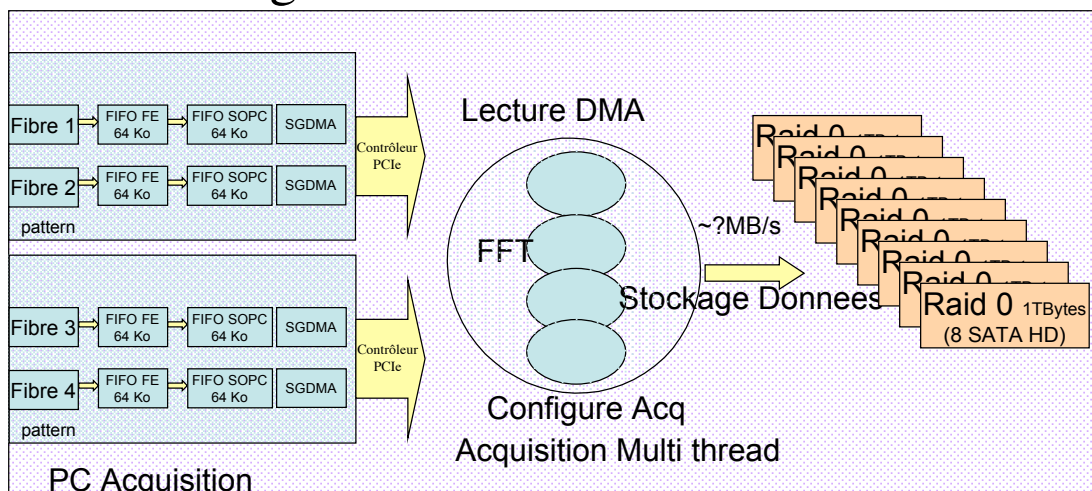 Fibre 1
FIFO FE
64 Ko
FIFO SOPC
64 Ko
SGDMA
Fibre 2
FIFO FE
64 Ko
FIFO SOPC
64 Ko
SGDMA
pattern
Contrôleur
PCIe
Fibre 3
FIFO FE
64 Ko
FIFO SOPC
64 Ko
SGDMA
Fibre 4
FIFO FE
64 Ko
FIFO SOPC
64 Ko
SGDMA
pattern
Contrôleur
PCIe
PC Acquisition
Lecture DMA
FFT
Configure Acq
Acquisition Multi thread
~?MB/s
Stockage Donnees
Raid 0
Raid 0
Raid 0
Raid 0
Raid 0
Raid 0
Raid 0
Raid 0
Raid 0 1TBytes
(8 SATA HD)